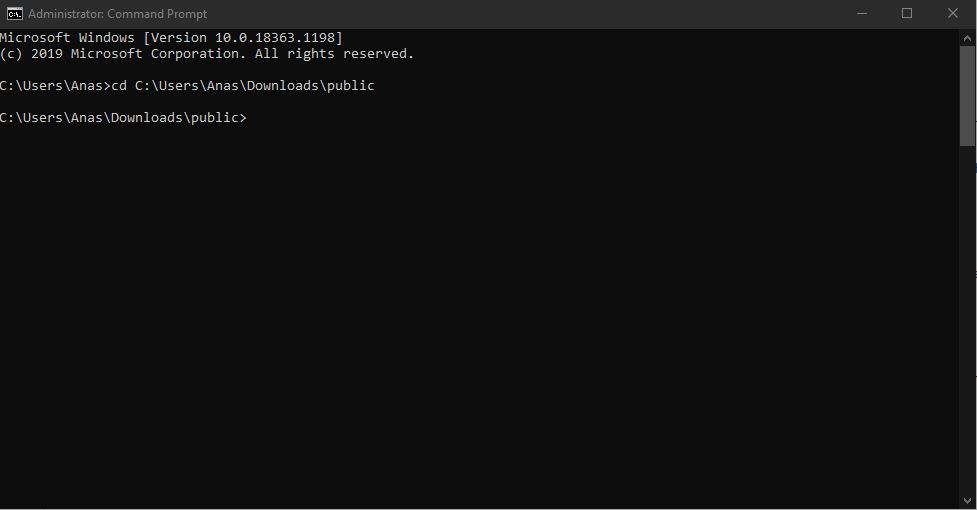 Administrator: Command Prompt
Microsoft Windows [Version 10.0.18363.1198]
(c) 2019 Microsoft Corporation. All rights reserved.
C:\Users\Anas>cd C:\Users\Anas\Downloads\public
C:\Users\Anas\Downloads\public>